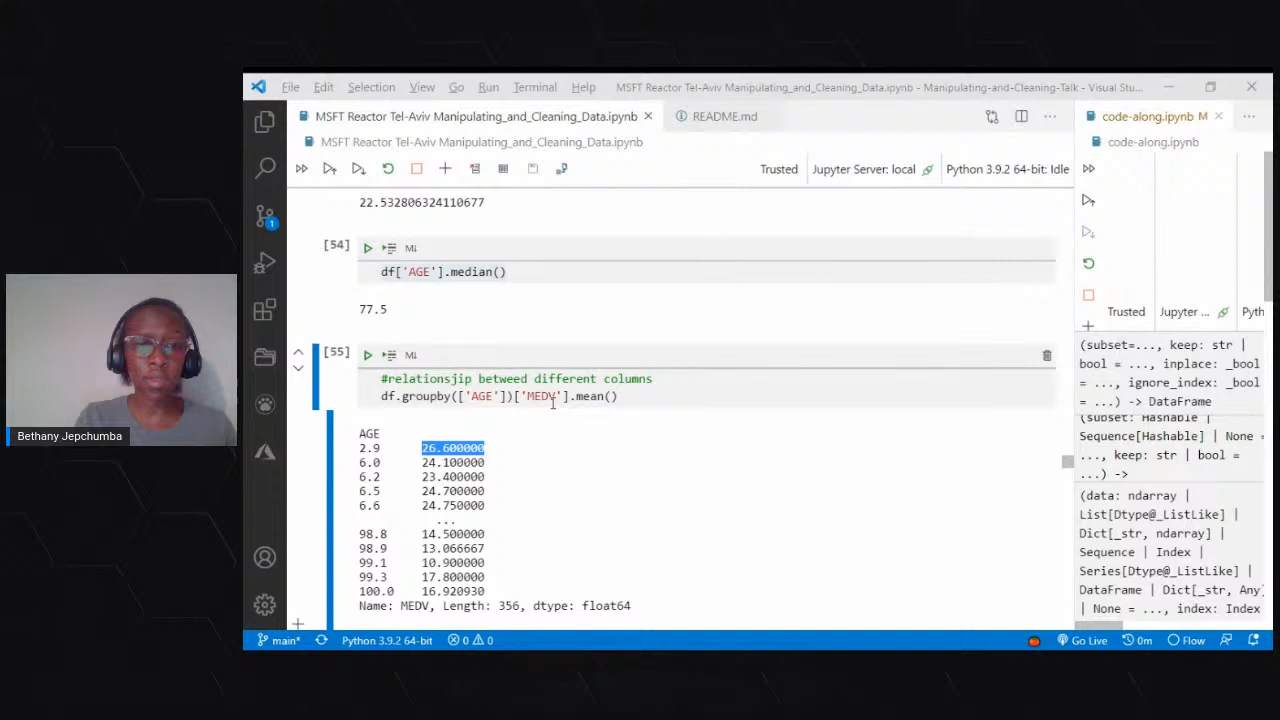 File Edit Selection View Go Run Terminal Help MSFT Reactor Tel-Aviv Manipulating_and_Cleaning_Data.ipynb - Manipulating-and-Cleaning-Talk - Visual Stu...
MSFT Reactor Tel-Aviv Manipulating_and_Cleaning_Data.ipynb README.md
MSFT Reactor Tel-Aviv Manipulating_and_Cleaning_Data.ipynb
Trusted Jupyter Server: local Python 3.9.2 64-bit: Idle
22.532806324110677
[54]
M↓
df['AGE'].median()
77.5
[55]
M↓
#relationsjip betweed different columns
df.groupby(['AGE'])['MEDV'].mean()
AGE
2.9 26.600000
6.0 24.100000
6.2 23.400000
6.5 24.700000
6.6 24.750000
...
98.8 14.500000
98.9 13.066667
99.1 10.900000
99.3 17.800000
100.0 16.920930
Name: MEDV, Length: 356, dtype: float64
code-along.ipynb M
code-along.ipynb
Trusted Jupyter ... Pyth
(subset=..., keep: str |
bool = ..., inplace: _bool
= ..., ignore_index: _bool
= ...) -> DataFrame
(subset: Hashable |
Sequence[Hashable] | None =
..., keep: str | bool =
...) ->
(data: ndarray |
List[Dtype@_ListLike] |
Dict[_str, ndarray] |
Sequence | Index |
Series[Dtype@_ListLike] |
DataFrame | Dict[_str, Any]
| None = ..., index: Index
1
Bethany Jepchumba
main* Python 3.9.2 64-bit 0 0 Go Live 0m Flow